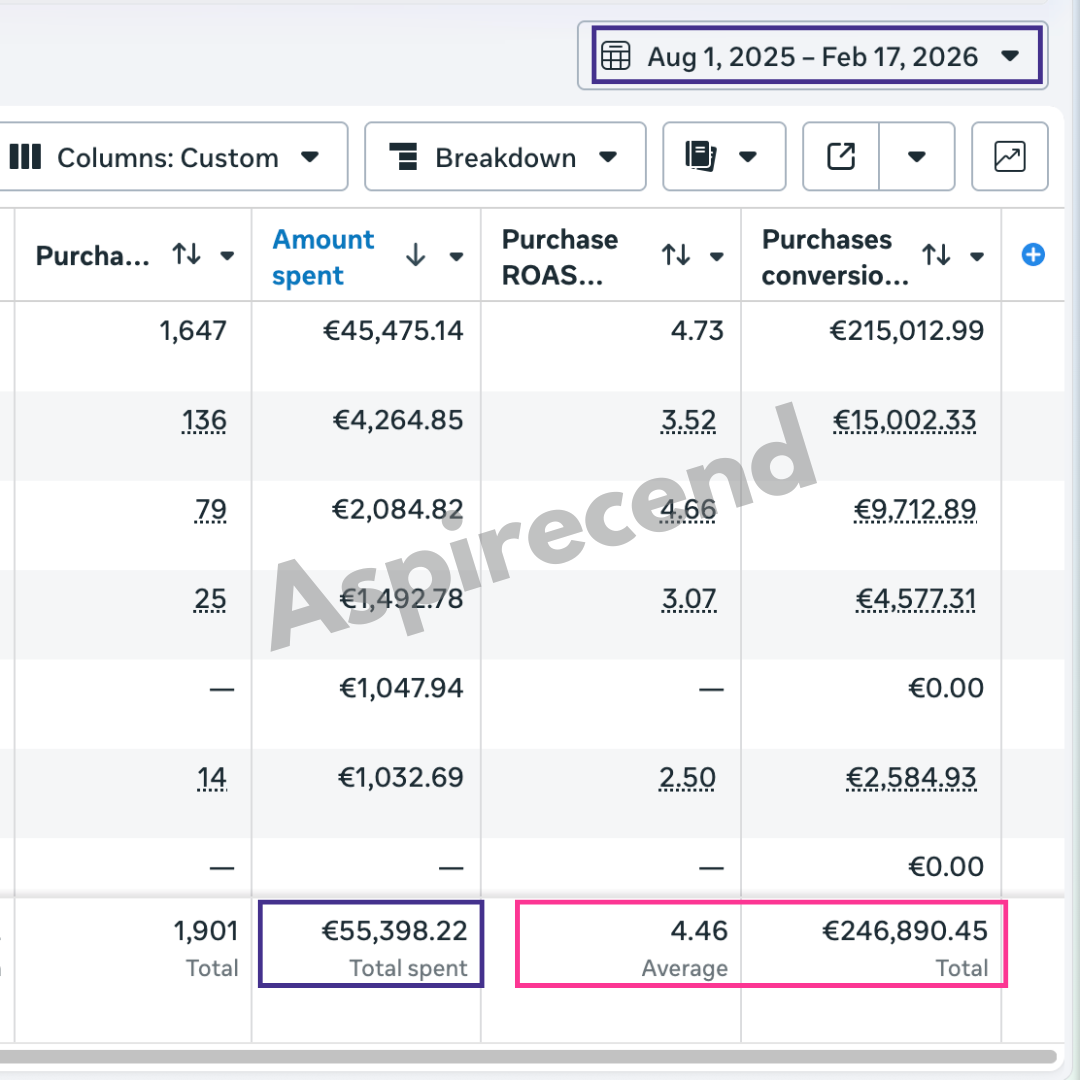 Aug 1, 2025 – Feb 17, 2026
Columns: Custom Breakdown
Purcha... Amount spent Purchase ROAS... Purchases conversio...
1,647 €45,475.14 4.73 €215,012.99
136 €4,264.85 3.52 €15,002.33
79 €2,084.82 4.66 €9,712.89
25 €1,492.78 3.07 €4,577.31
— €1,047.94 — €0.00
14 €1,032.69 2.50 €2,584.93
— — — €0.00
1,901 €55,398.22 4.46 €246,890.45
Total Total spent Average Total
Aspirecend